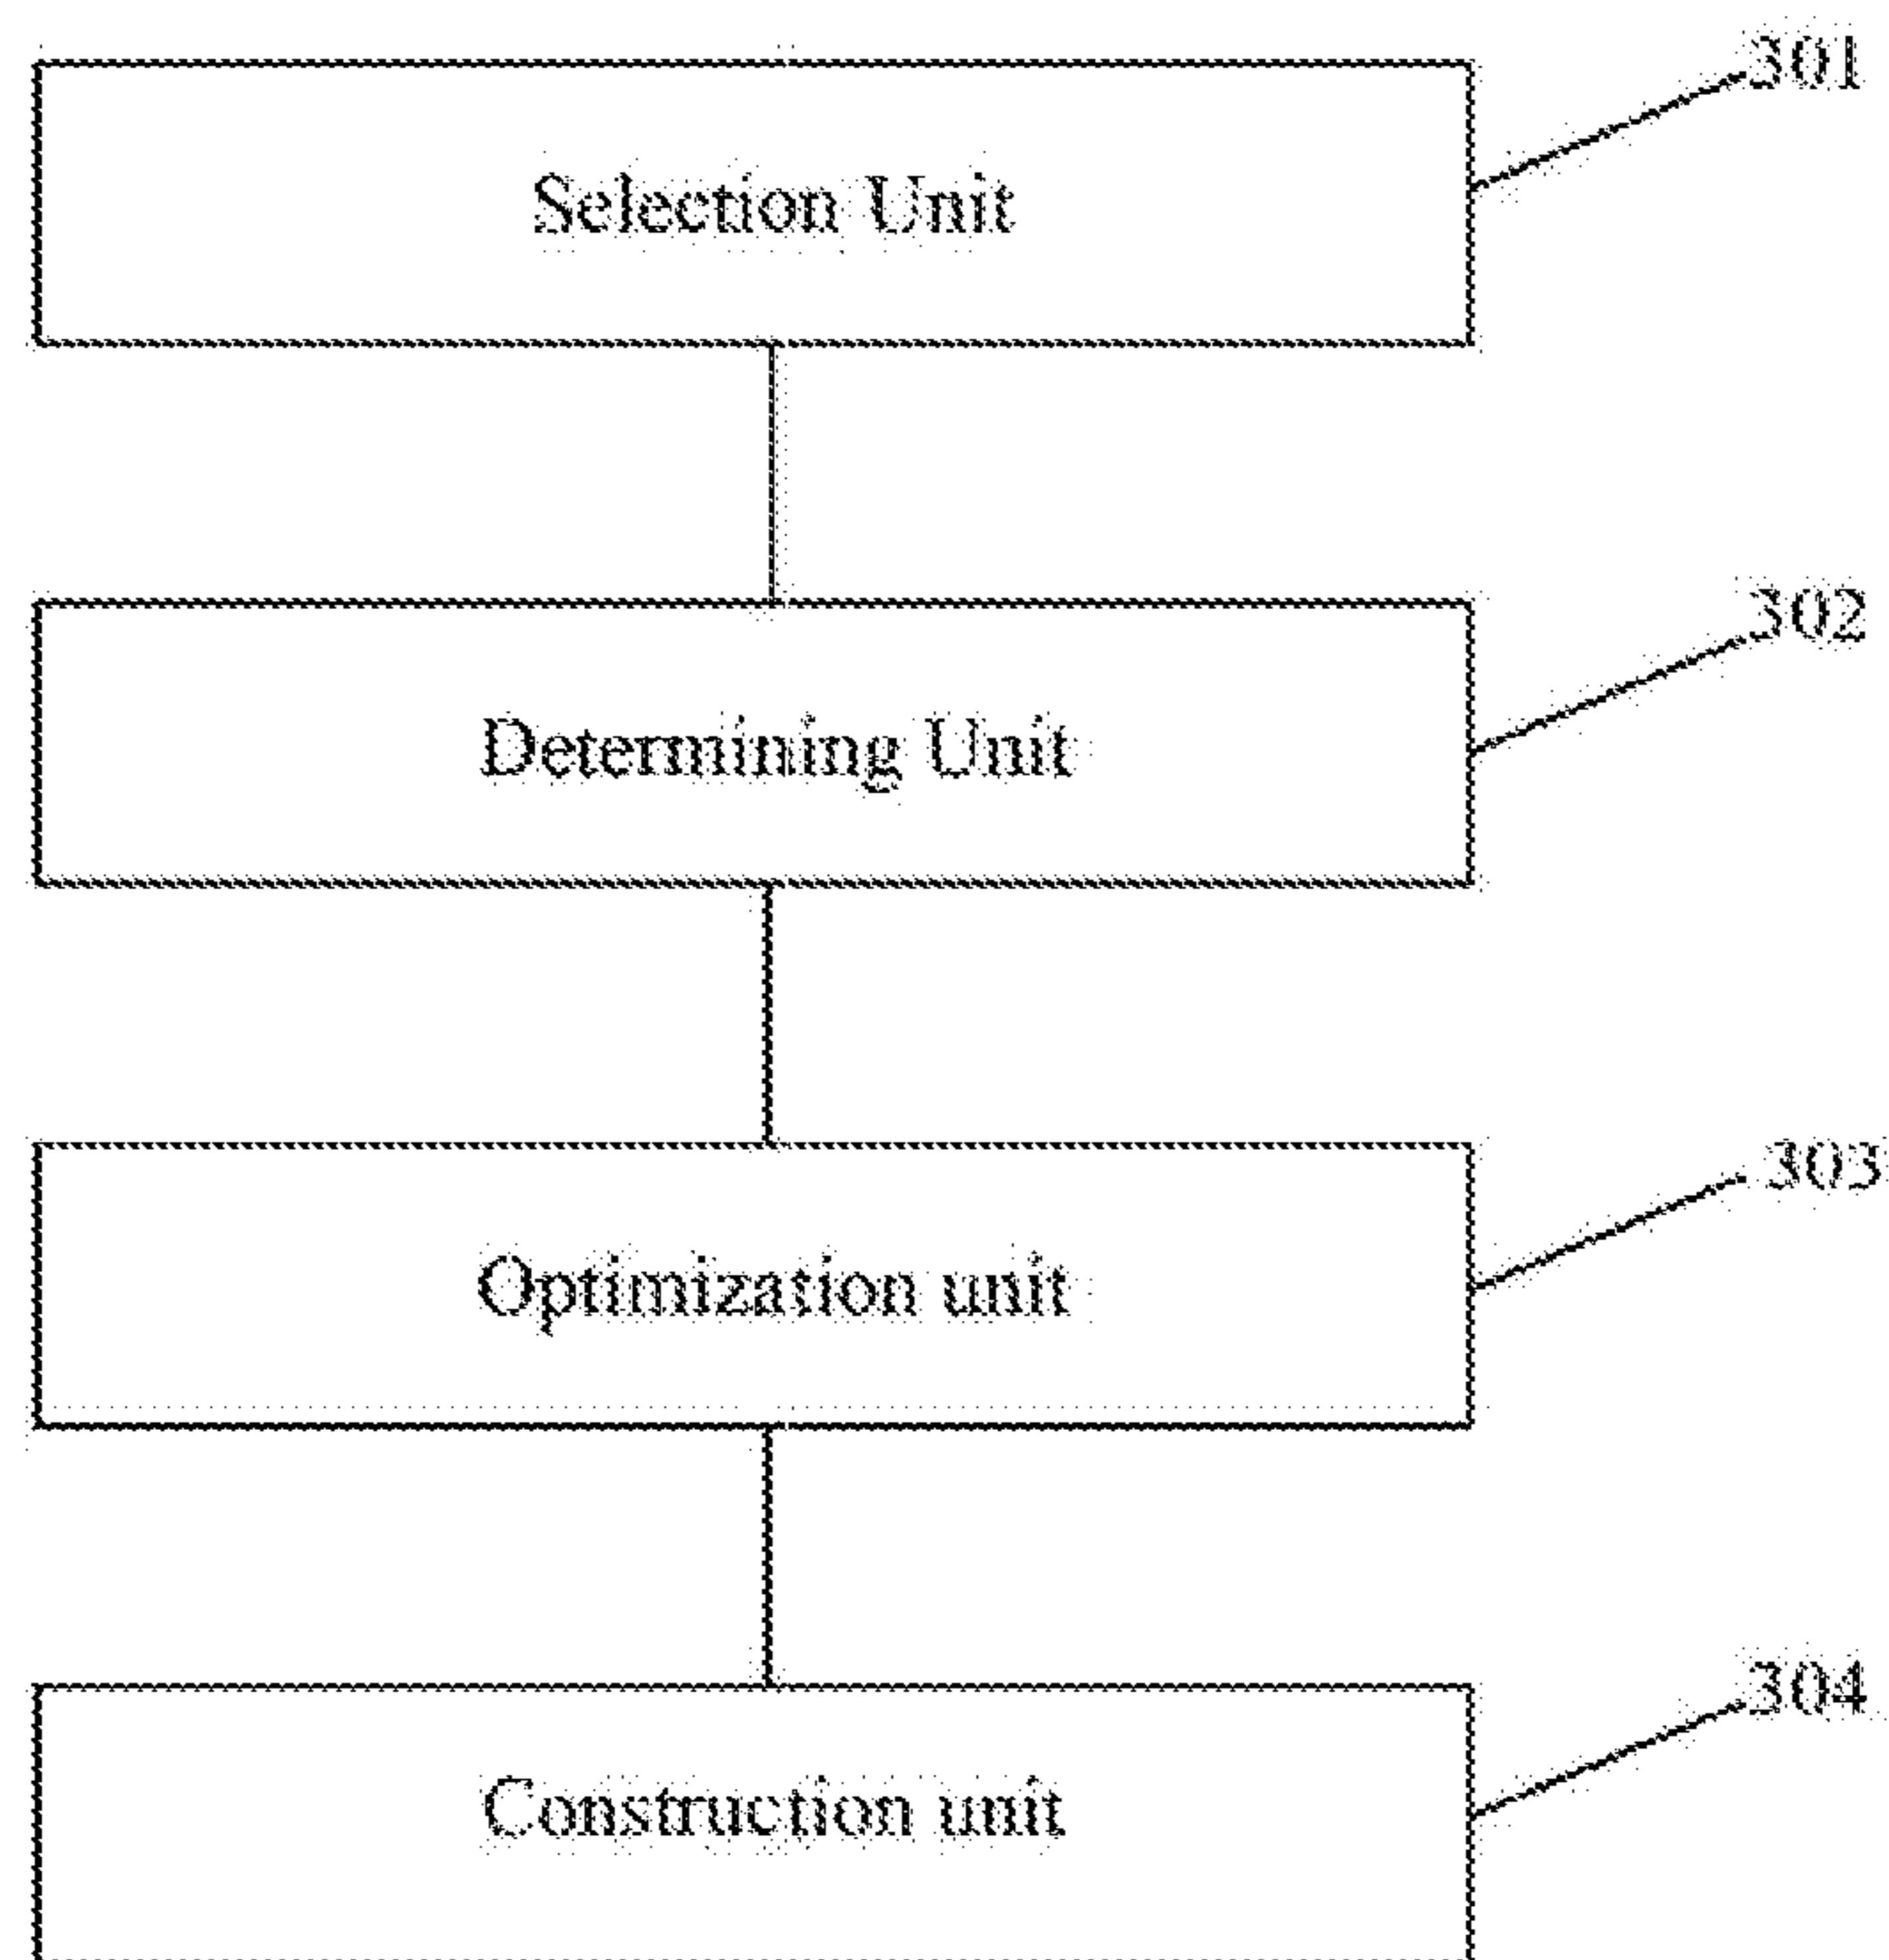 301
Selection Unit
302
Determining Unit
303
Optimization unit
304
Construction unit